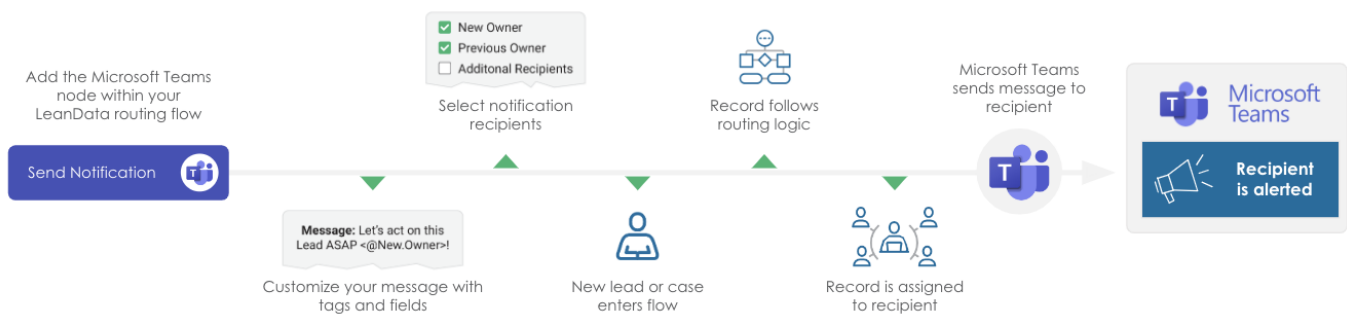 Add the Microsoft Teams
node within your
LeanData routing flow
Send Notification
T
Message: Let's act on this
Lead ASAP <@New.Owner>!
Customize your message with
tags and fields
New Owner
Previous Owner
Additonal Recipients
Select notification
recipients
New lead or case
enters flow
Record follows
routing logic
Record is assigned
to recipient
Microsoft Teams
sends message to
recipient
T
T
Microsoft
Teams
Recipient
is alerted